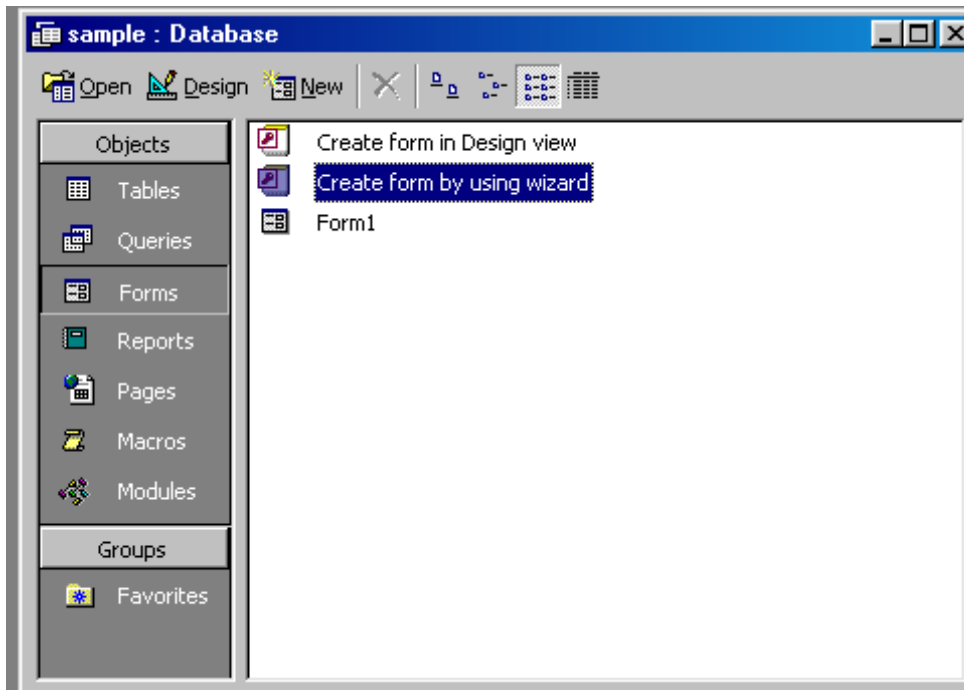 sample : Database
Open Design New
Objects
Tables
Queries
Forms
Reports
Pages
Macros
Modules
Groups
Favorites
Create form in Design view
Create form by using wizard
Form1